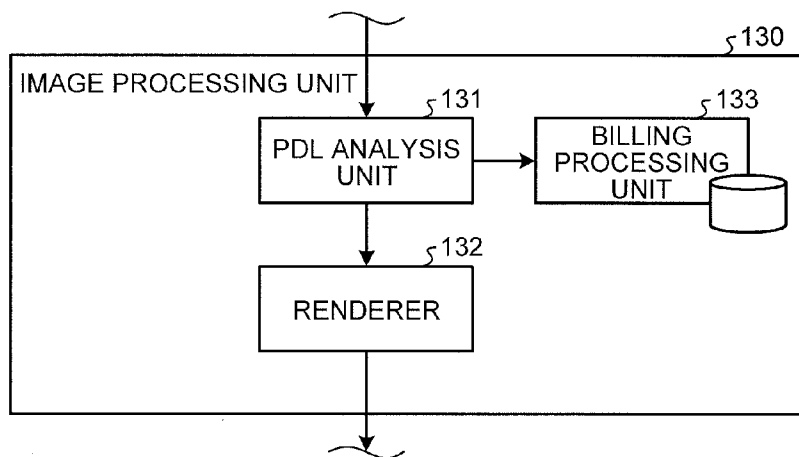 130
IMAGE PROCESSING UNIT
131
133
PDL ANALYSIS
UNIT
BILLING
PROCESSING
UNIT
132
RENDERER